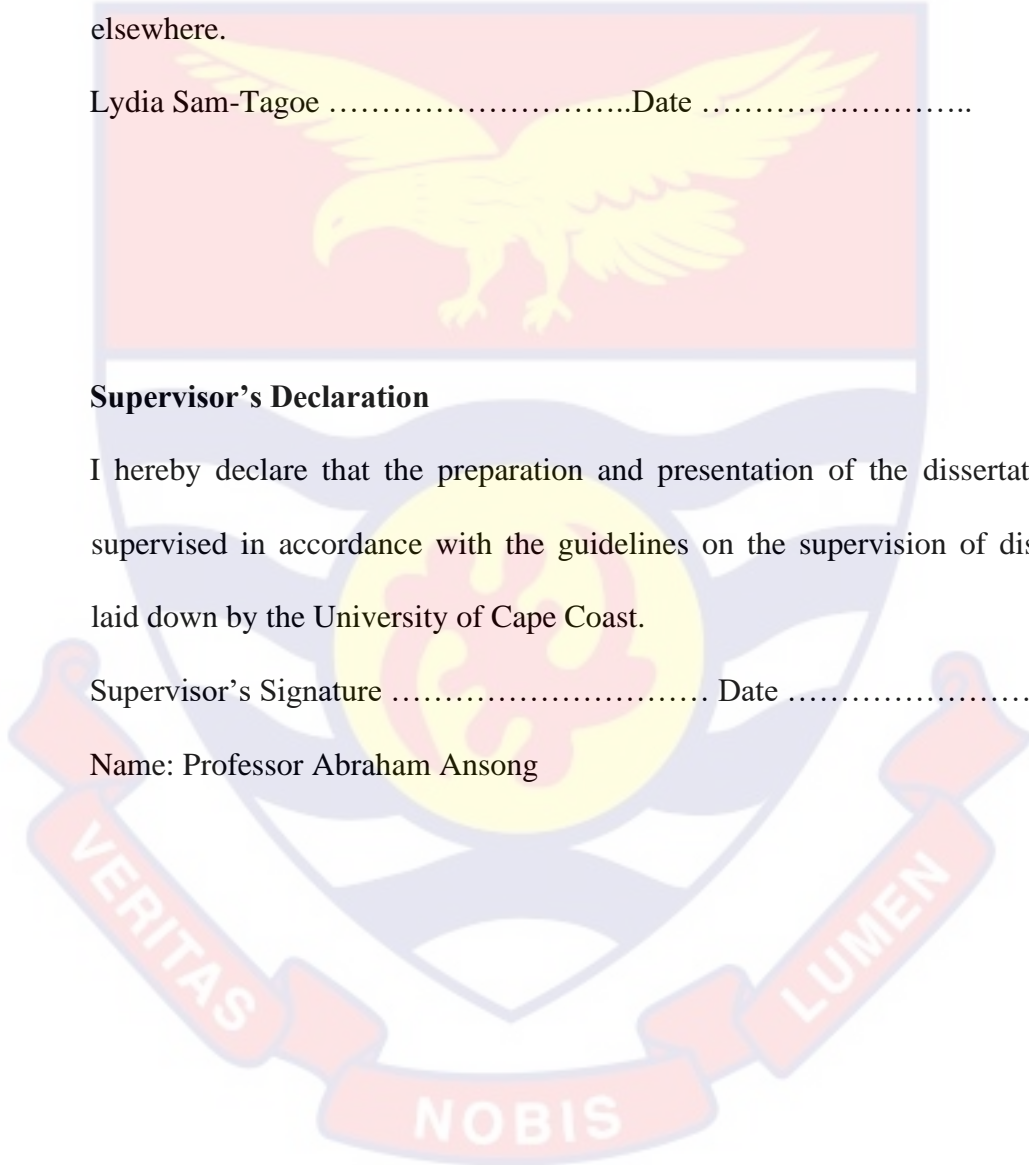 elsewhere.
Lydia Sam-Tagoe ………………………..Date ……………………..
Supervisor’s Declaration
I hereby declare that the preparation and presentation of the dissertat
supervised in accordance with the guidelines on the supervision of dis
laid down by the University of Cape Coast.
Supervisor’s Signature ………………………… Date …………………
Name: Professor Abraham Ansong
VERITAS
NOBIS
LUMEN